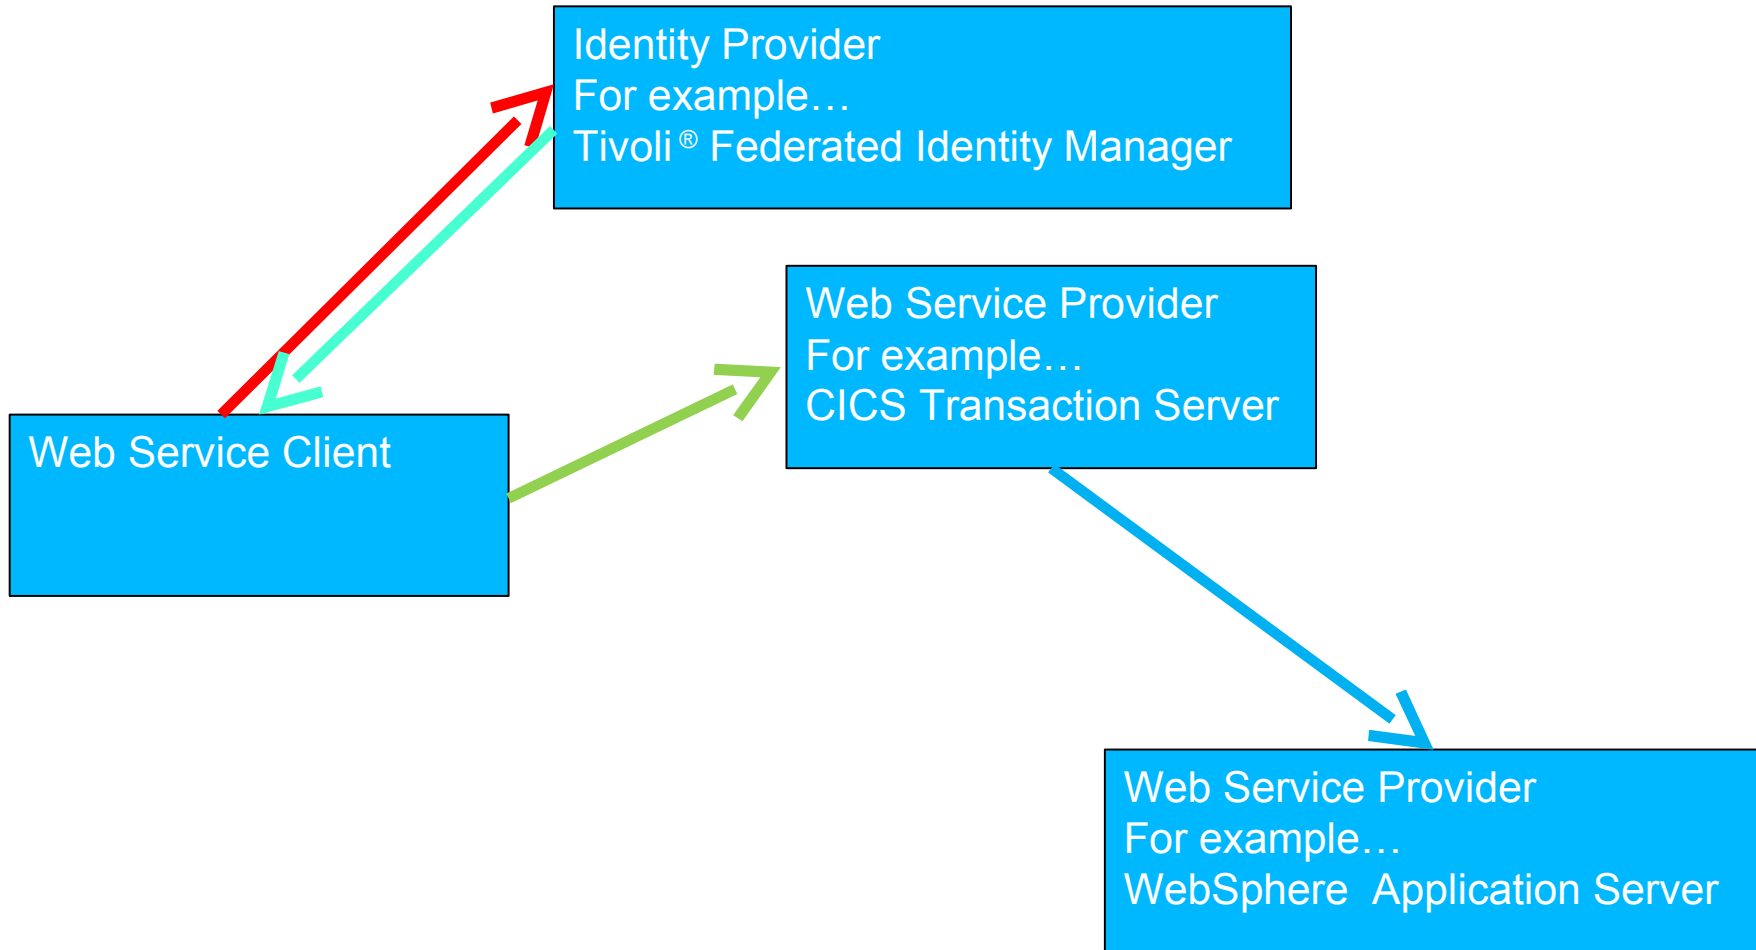 Identity Provider
For example…
Tivoli® Federated Identity Manager
Web Service Provider
For example…
CICS Transaction Server
Web Service Client
Web Service Provider
For example…
WebSphere Application Server